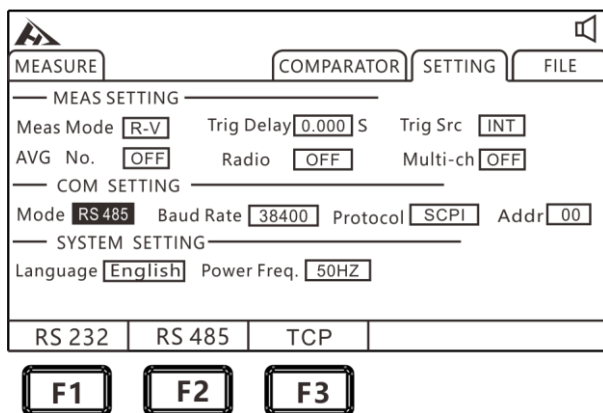 MEASURE COMPARATOR SETTING FILE
MEAS SETTING
Meas Mode R-V Trig Delay 0.000 S Trig Src INT
AVG No. OFF Radio OFF Multi-ch OFF
COM SETTING
Mode RS 485 Baud Rate 38400 Protocol SCPI Addr 00
SYSTEM SETTING
Language English Power Freq. 50HZ
RS 232 RS 485 TCP
F1 F2 F3